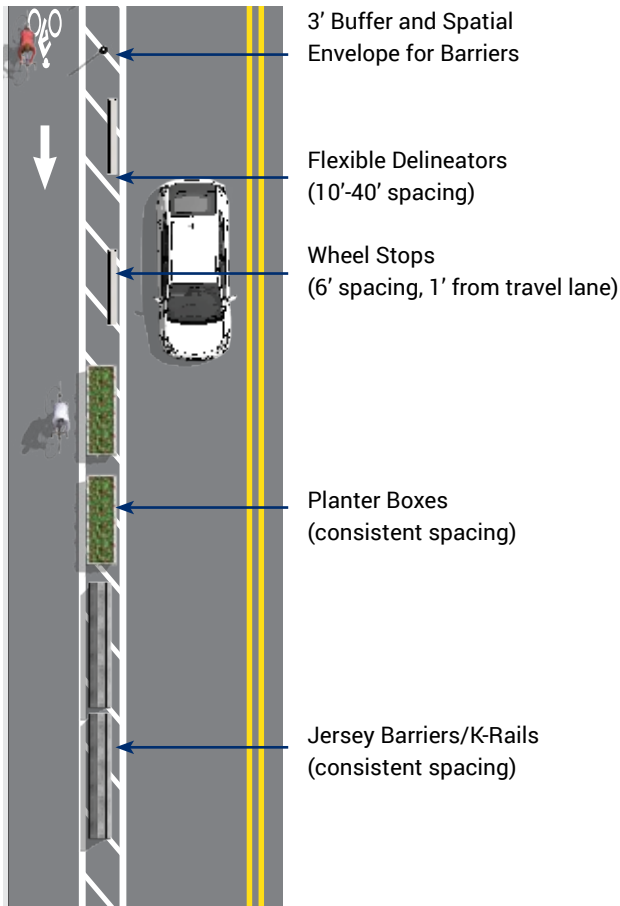 3’ Buffer and Spatial
Envelope for Barriers
Flexible Delineators
(10’-40’ spacing)
Wheel Stops
(6’ spacing, 1’ from travel lane)
Planter Boxes
(consistent spacing)
Jersey Barriers/K-Rails
(consistent spacing)